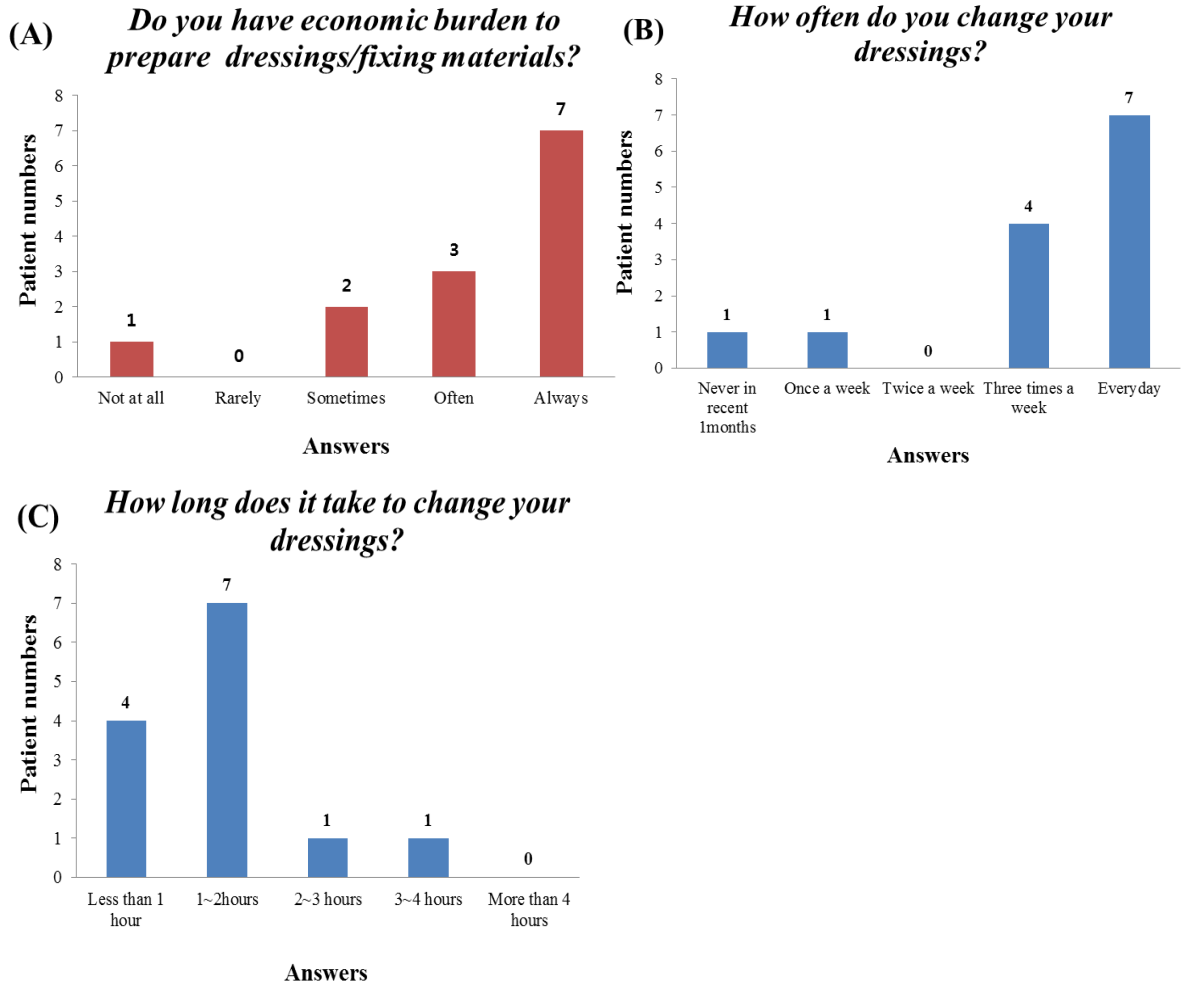 (A)
Do you have economic burden to
prepare dressings/fixing materials?
Patient numbers
8
7
6
5
4
3
2
1
0
1
0
2
3
7
Not at all
Rarely
Sometimes
Often
Always
Answers
(B)
How often do you change your
dressings?
Patient numbers
8
7
6
5
4
3
2
1
0
1
1
0
4
7
Never in
recent
1months
Once a week
Twice a week
Three times a
week
Everyday
Answers
(C)
How long does it take to change your
dressings?
Patient numbers
8
7
6
5
4
3
2
1
0
4
7
1
1
0
Less than 1
hour
1~2hours
2~3 hours
3~4 hours
More than 4
hours
Answers